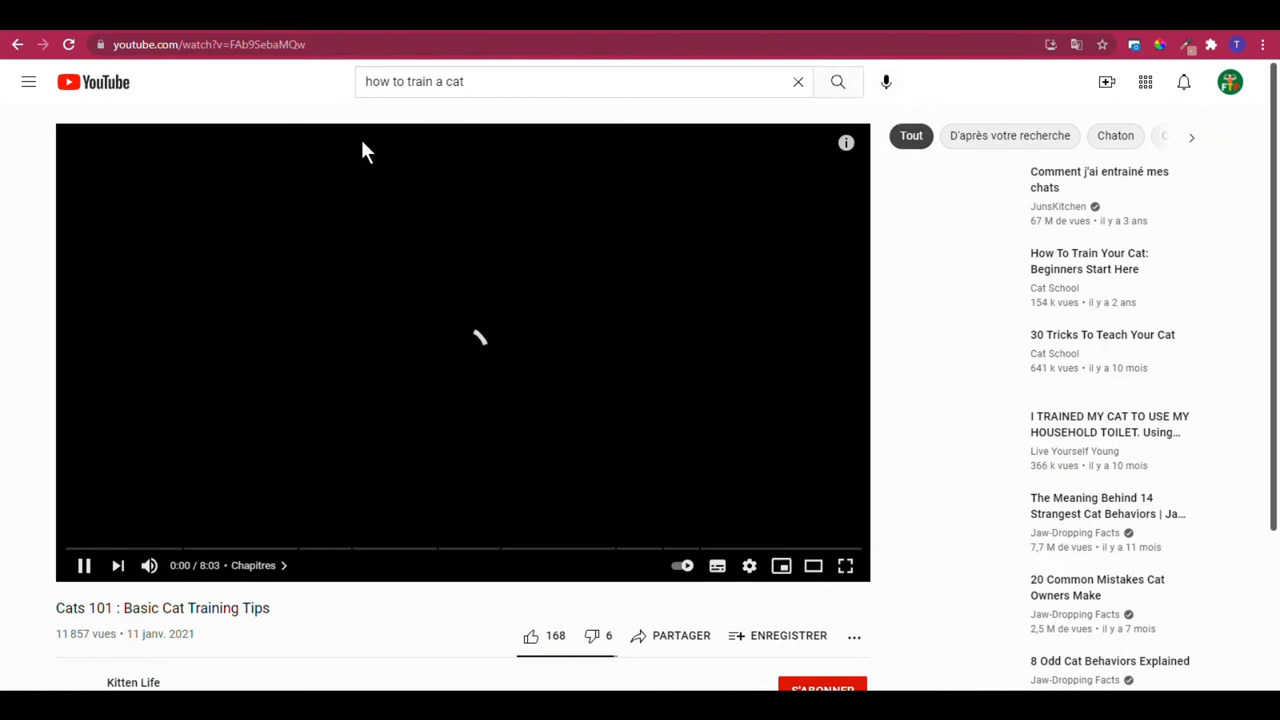 youtube.com/watch?v=FAb9SebaMQw
T
YouTube
how to train a cat
Tout
D'après votre recherche
Chaton
Comment j'ai entrainé mes
chats
JunsKitchen
67 M de vues • il y a 3 ans
How To Train Your Cat:
Beginners Start Here
Cat School
154 k vues • il y a 2 ans
30 Tricks To Teach Your Cat
Cat School
641 k vues • il y a 10 mois
I TRAINED MY CAT TO USE MY
HOUSEHOLD TOILET. Using...
Live Yourself Young
366 k vues • il y a 10 mois
The Meaning Behind 14
Strangest Cat Behaviors | Ja...
Jaw-Dropping Facts
7,7 M de vues • il y a 11 mois
20 Common Mistakes Cat
Owners Make
Jaw-Dropping Facts
2,5 M de vues • il y a 7 mois
8 Odd Cat Behaviors Explained
Jaw-Dropping Facts
0:00 / 8:03 • Chapitres
Cats 101 : Basic Cat Training Tips
11 857 vues • 11 janv. 2021
168
6
PARTAGER
ENREGISTRER
Kitten Life
S'ABONNER